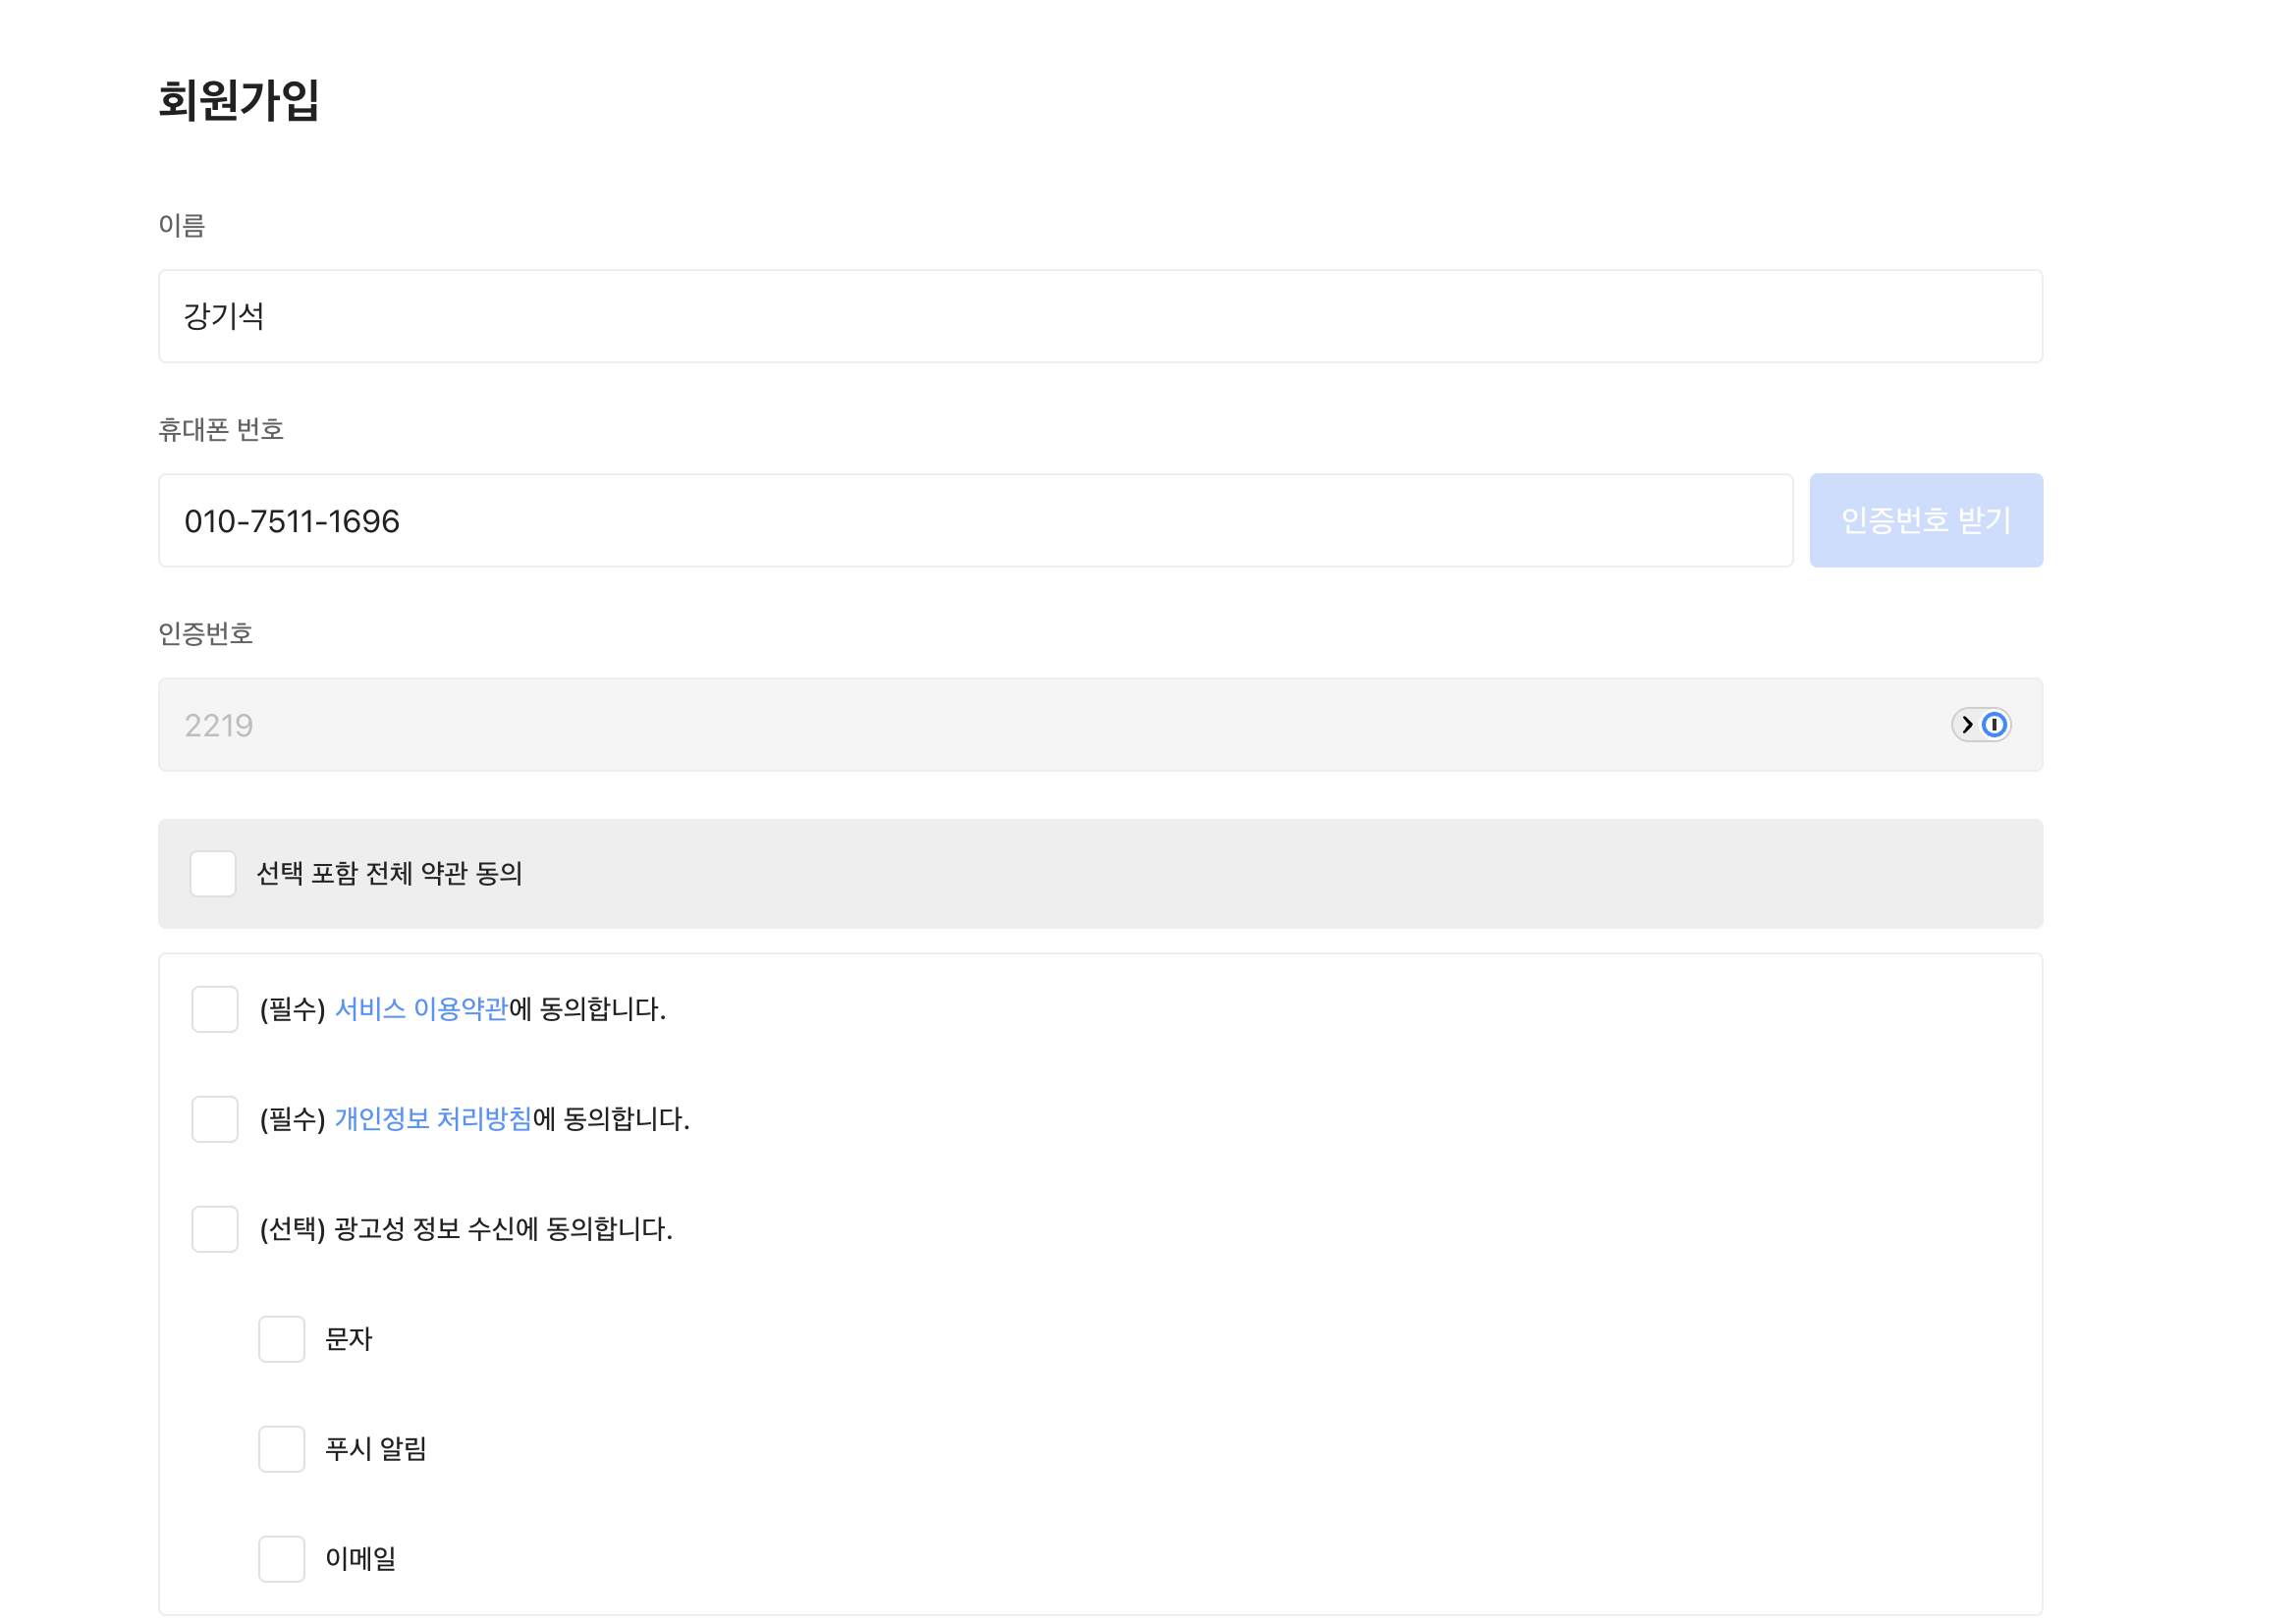 회원가입
이름
강기석
휴대폰 번호
010-7511-1696
인증번호 받기
인증번호
2219
선택 포함 전체 약관 동의
(필수) 서비스 이용약관에 동의합니다.
(필수) 개인정보 처리방침에 동의합니다.
(선택) 광고성 정보 수신에 동의합니다.
문자
푸시 알림
이메일